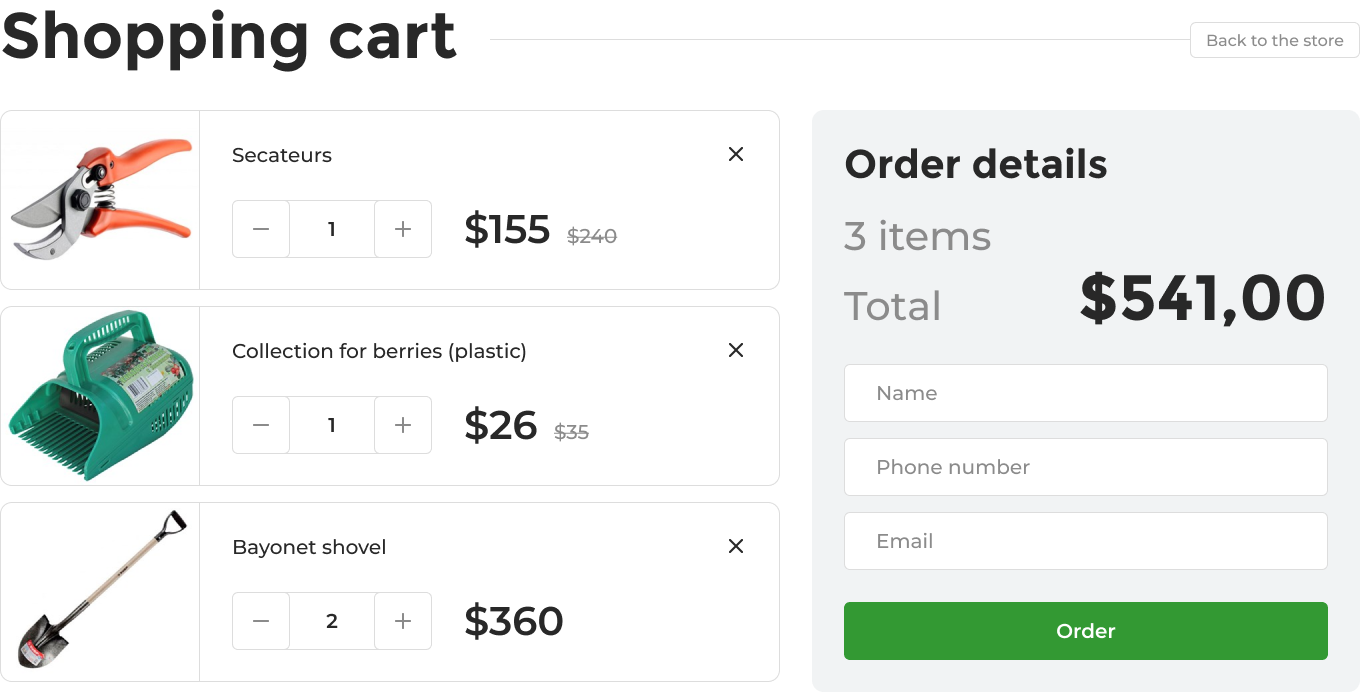 Shopping cart
Back to the store
Secateurs
1
$155 $240
Collection for berries (plastic)
1
$26 $35
Bayonet shovel
2
$360
Order details
3 items
Total $541,00
Name
Phone number
Email
Order